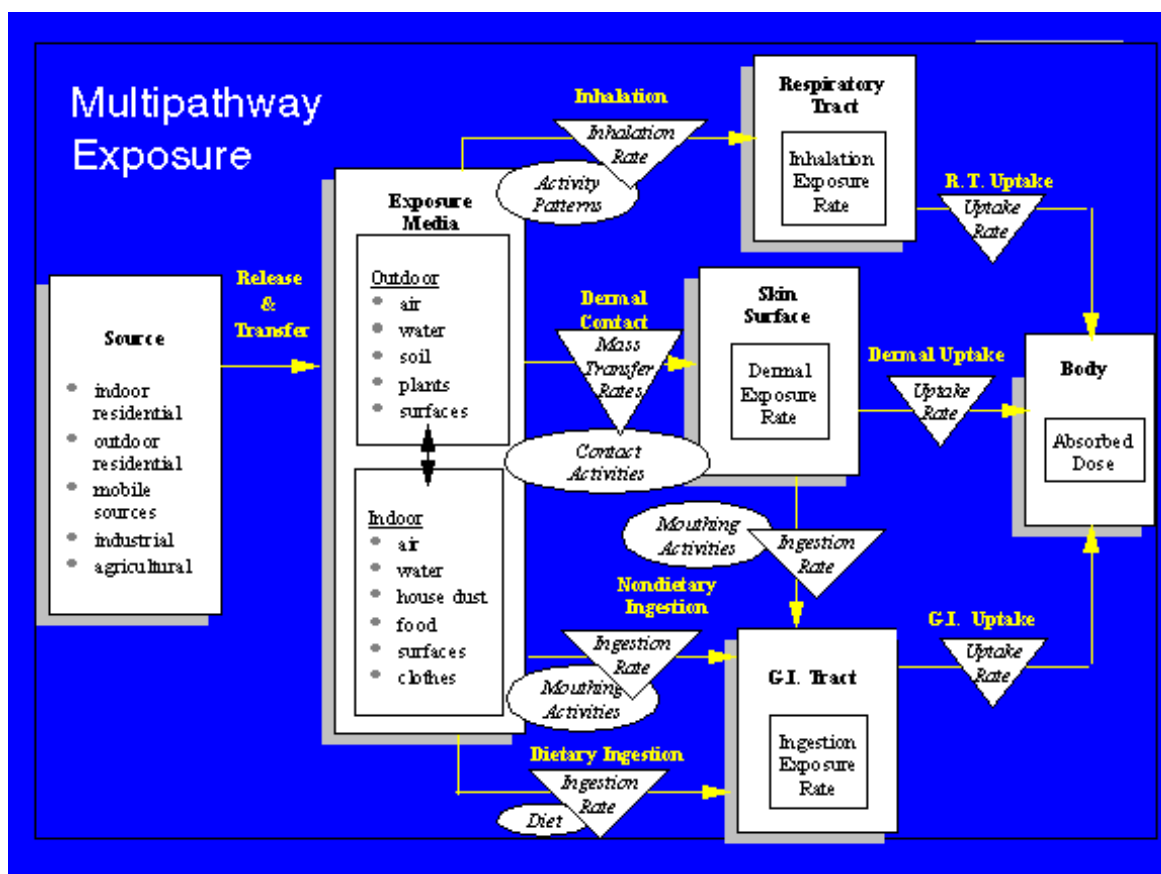 Multipathway
Exposure
Source
indoor
residential
outdoor
residential
mobile
sources
industrial
agricultural
Release
&
Transfer
Exposure
Media
Outdoor
air
water
soil
plants
surfaces
Indoor
air
water
house dust
food
surfaces
clothes
Inhalation
Inhalation
Rate
Activity
Patterns
Respiratory
Tract
Inhalation
Exposure
Rate
R.T. Uptake
Uptake
Rate
Dermal
Contact
Mass
Transfer
Rates
Contact
Activities
Skin
Surface
Dermal
Exposure
Rate
Dermal Uptake
Uptake
Rate
Body
Absorbed
Dose
Mouthing
Activities
Ingestion
Rate
Nondietary
Ingestion
Ingestion
Rate
Mouthing
Activities
G.I. Tract
Ingestion
Exposure
Rate
G.I. Uptake
Uptake
Rate
Dietary Ingestion
Ingestion
Rate
Diet